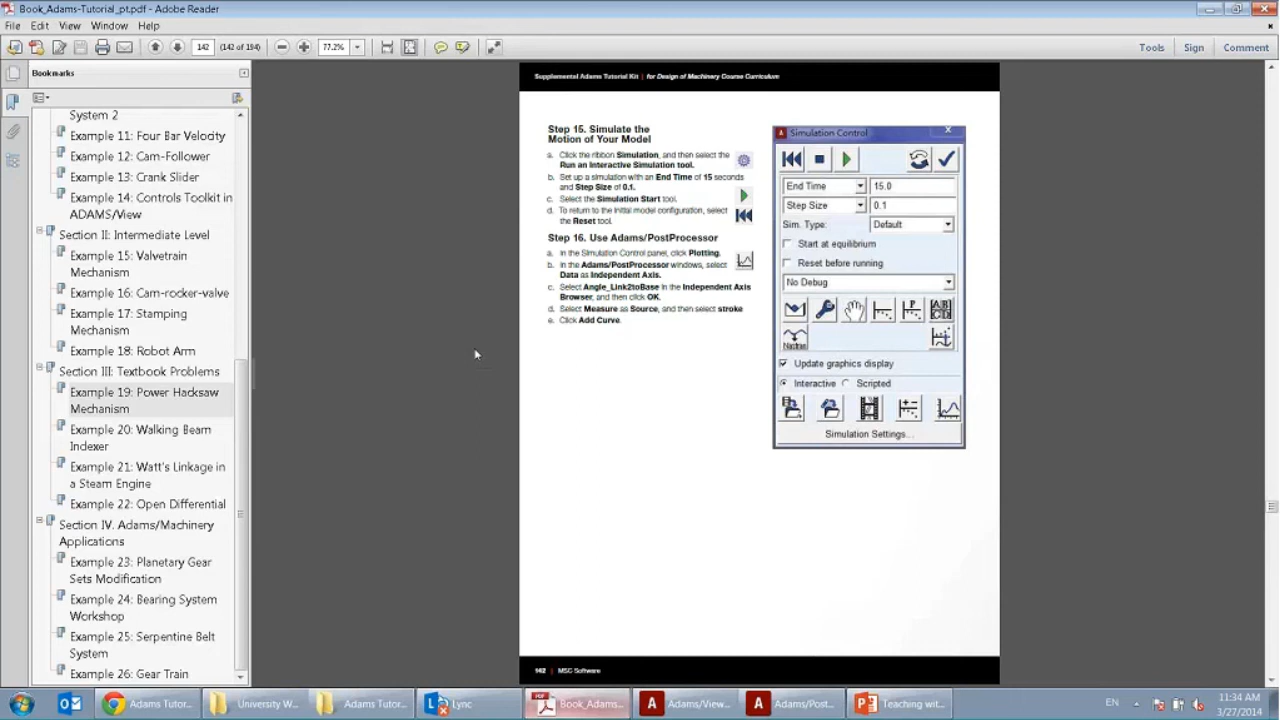 Book_Adams-Tutorial_pt.pdf - Adobe Reader
File Edit View Window Help
142 (142 of 194) 77.2% Tools Sign Comment
Bookmarks
System 2
Example 11: Four Bar Velocity
Example 12: Cam-Follower
Example 13: Crank Slider
Example 14: Controls Toolkit in
ADAMS/View
Section II: Intermediate level
Example 15: Valvetrain
Mechanism
Example 16: Cam-rocker-valve
Example 17: Stamping
Mechanism
Example 18: Robot Arm
Section III: Textbook Problems
Example 19: Power Hacksaw
Mechanism
Example 20: Walking Beam
Indexer
Example 21: Watt's Linkage in
a Steam Engine
Example 22: Open Differential
Section IV. Adams/Machinery
Applications
Example 23: Planetary Gear
Sets Modification
Example 24: Bearing System
Workshop
Example 25: Serpentine Belt
System
Example 26: Gear Train
Supplemental Adams Tutorial Kit | for Design of Machinery Course Curriculum
Step 15. Simulate the
Motion of Your Model
a. Click the ribbon Simulation, and then select the
Run an Interactive Simulation tool.
b. Set up a simulation with an End Time of 15 seconds
and Step Size of 0.1.
c. Select the Simulation Start tool.
d. To return to the initial model configuration, select
the Reset tool.
Step 16. Use Adams/PostProcessor
a. In the Simulation Control panel, click Plotting.
b. In the Adams/PostProcessor windows, select
Data as Independent Axis.
c. Select Angle_Link2toBase in the Independent Axis
Browser, and then click OK.
d. Select Measure as Source, and then select stroke
e. Click Add Curve.
Simulation Control
End Time 15.0
Step Size 0.1
Sim. Type: Default
Start at equilibrium
Reset before running
No Debug
Nastran
Update graphics display
Interactive Scripted
Simulation Settings...
142 | MSC Software
Adams Tutor... University W... Adams Tutor... Lync Book_Adams... Adams/View... Adams/Post... Teaching wit... EN
11:34 AM
3/27/2014